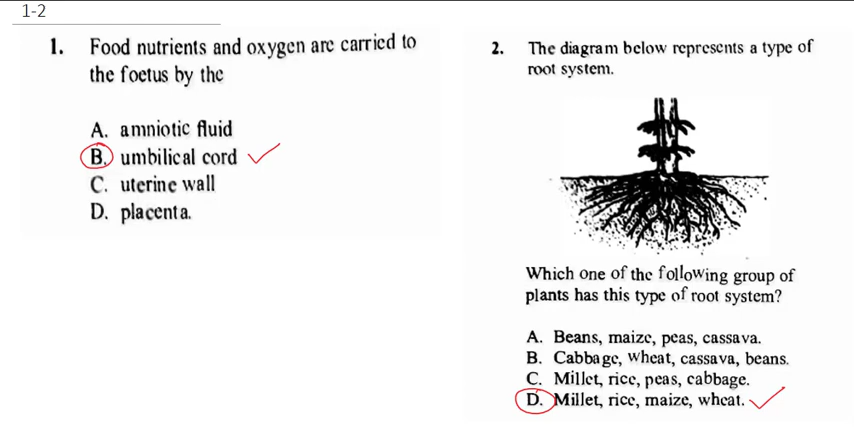 1-2
1. Food nutrients and oxygen are carried to
the foetus by the
A. amniotic fluid
B. umbilical cord
C. uterine wall
D. placenta.
2. The diagram below represents a type of
root system.
Which one of the following group of
plants has this type of root system?
A. Beans, maize, peas, cassava.
B. Cabbage, wheat, cassava, beans.
C. Millet, rice, peas, cabbage.
D. Millet, rice, maize, wheat.